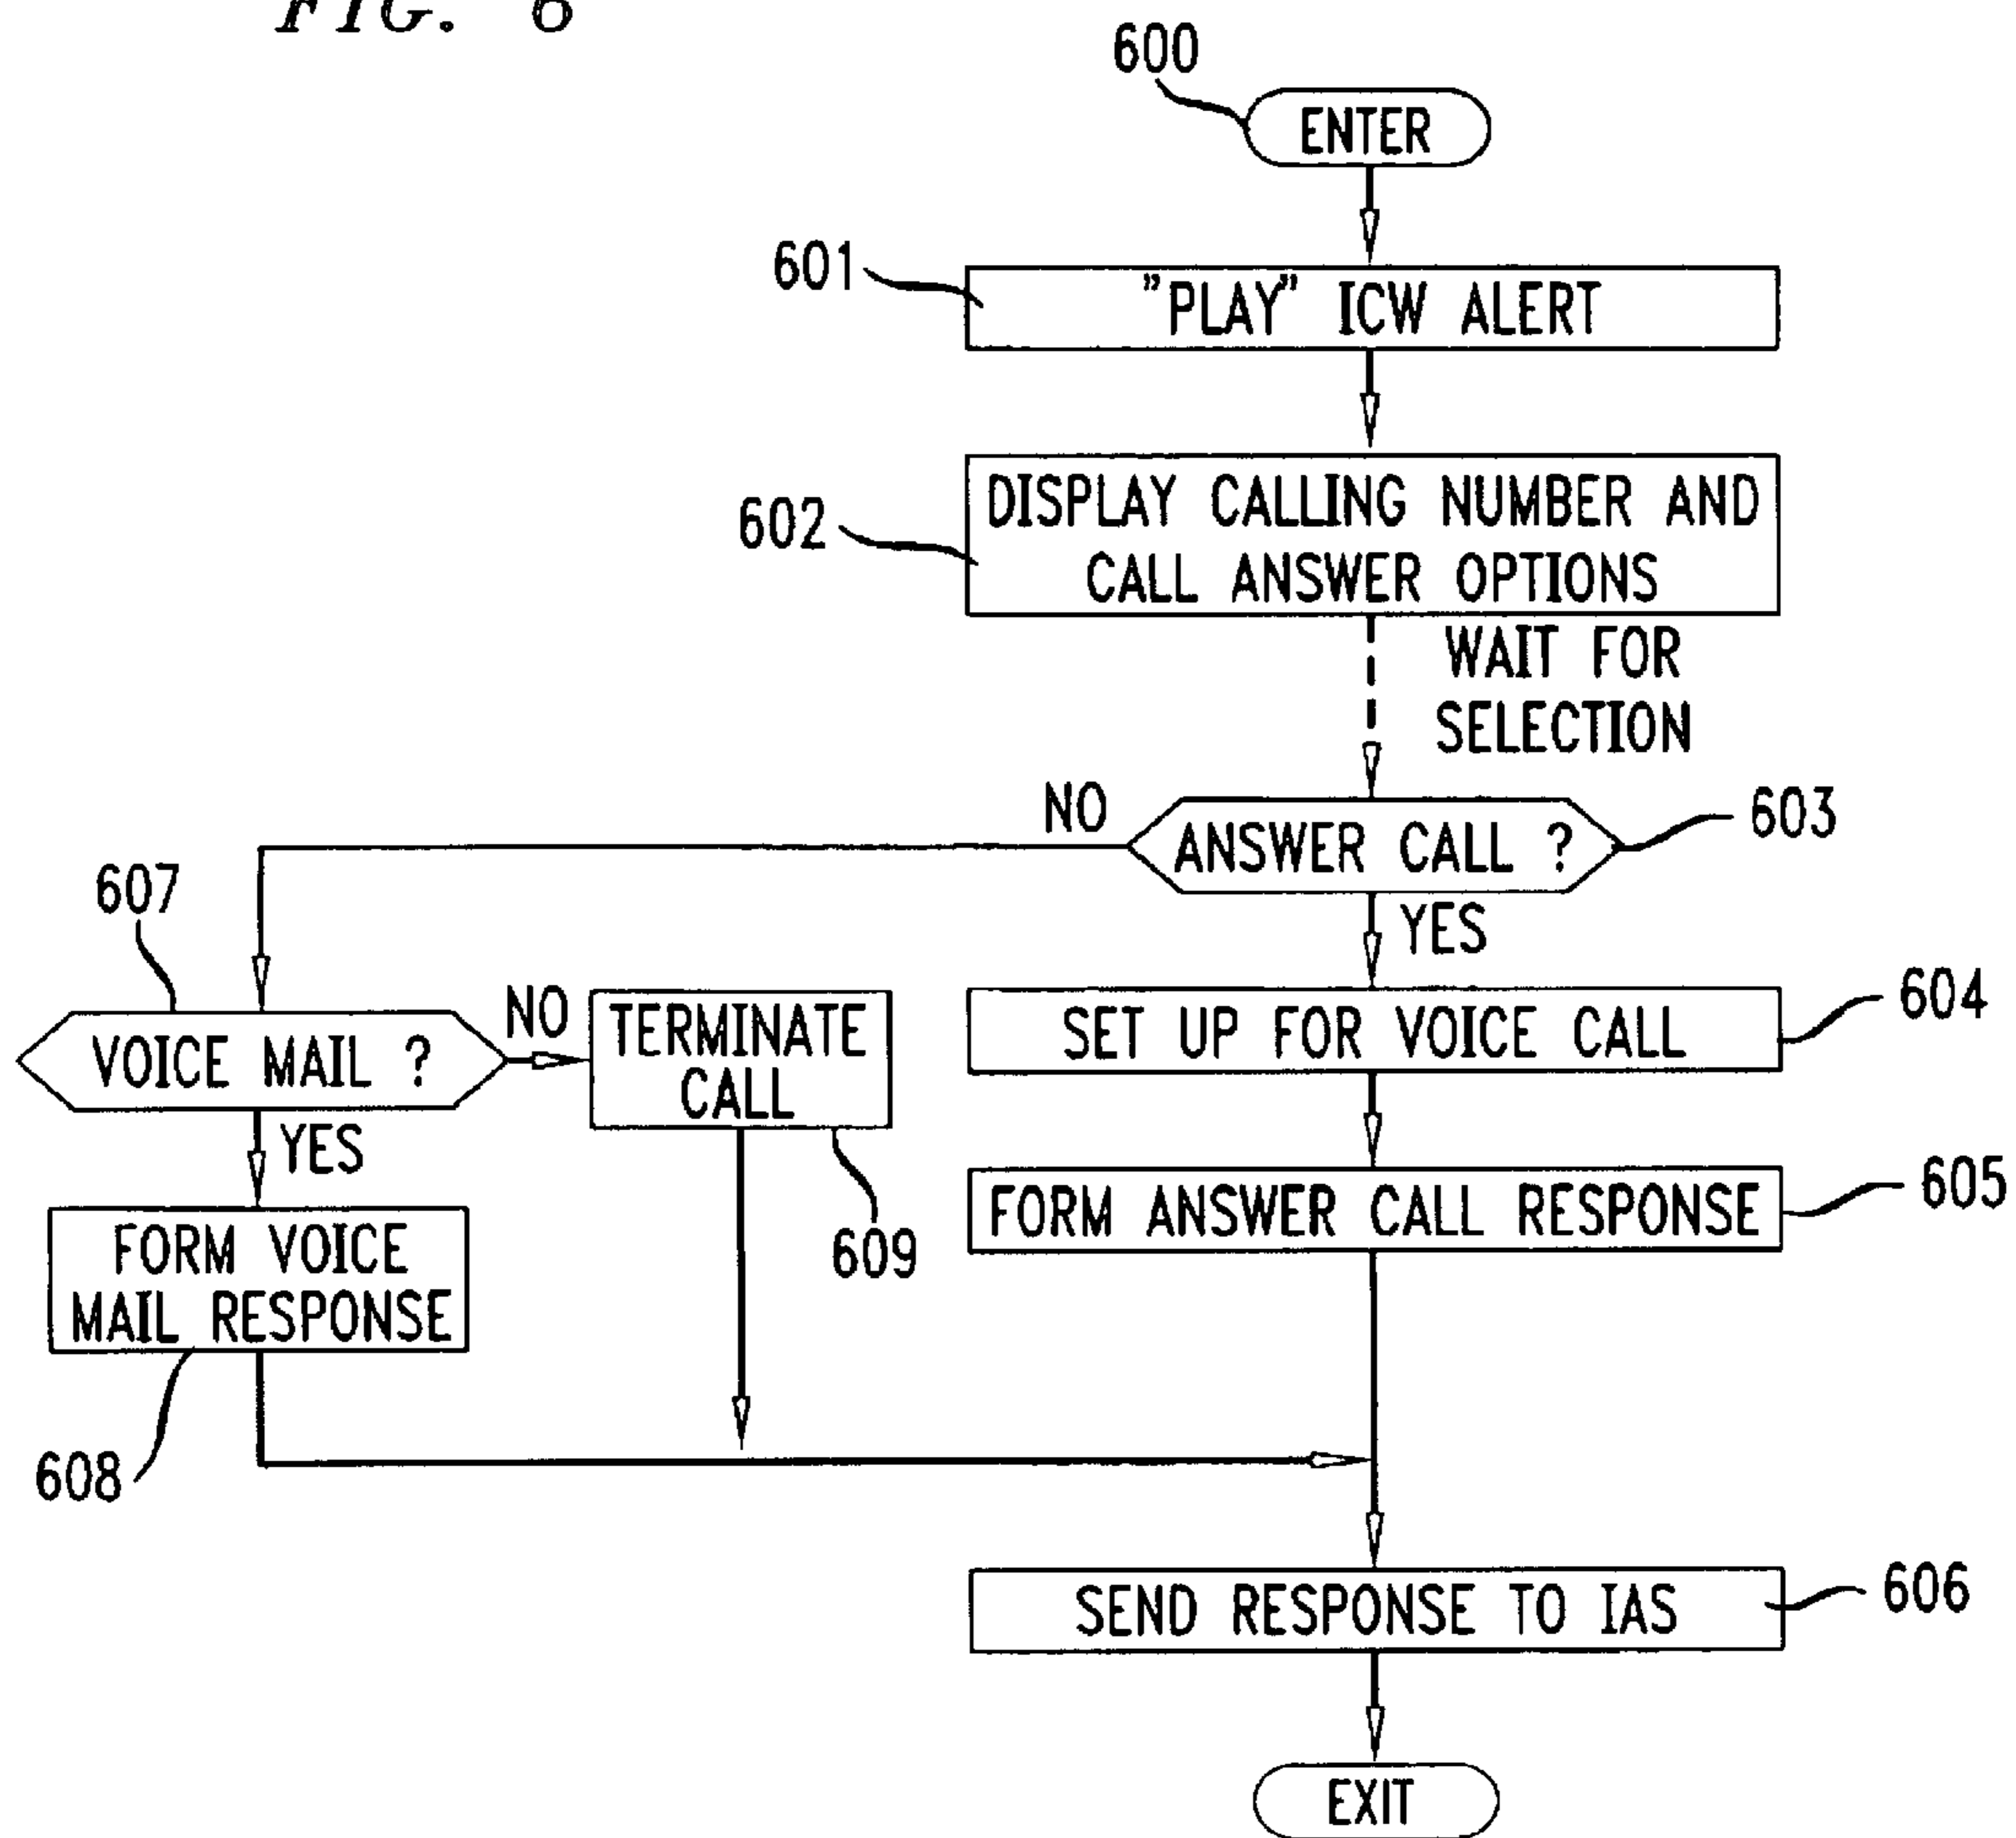 FIG. 6
600
ENTER
601
"PLAY" ICW ALERT
602
DISPLAY CALLING NUMBER AND
CALL ANSWER OPTIONS
WAIT FOR
SELECTION
NO
ANSWER CALL ?
603
YES
607
VOICE MAIL ?
NO
TERMINATE
CALL
609
SET UP FOR VOICE CALL
604
YES
FORM VOICE
MAIL RESPONSE
608
FORM ANSWER CALL RESPONSE
605
SEND RESPONSE TO IAS
606
EXIT